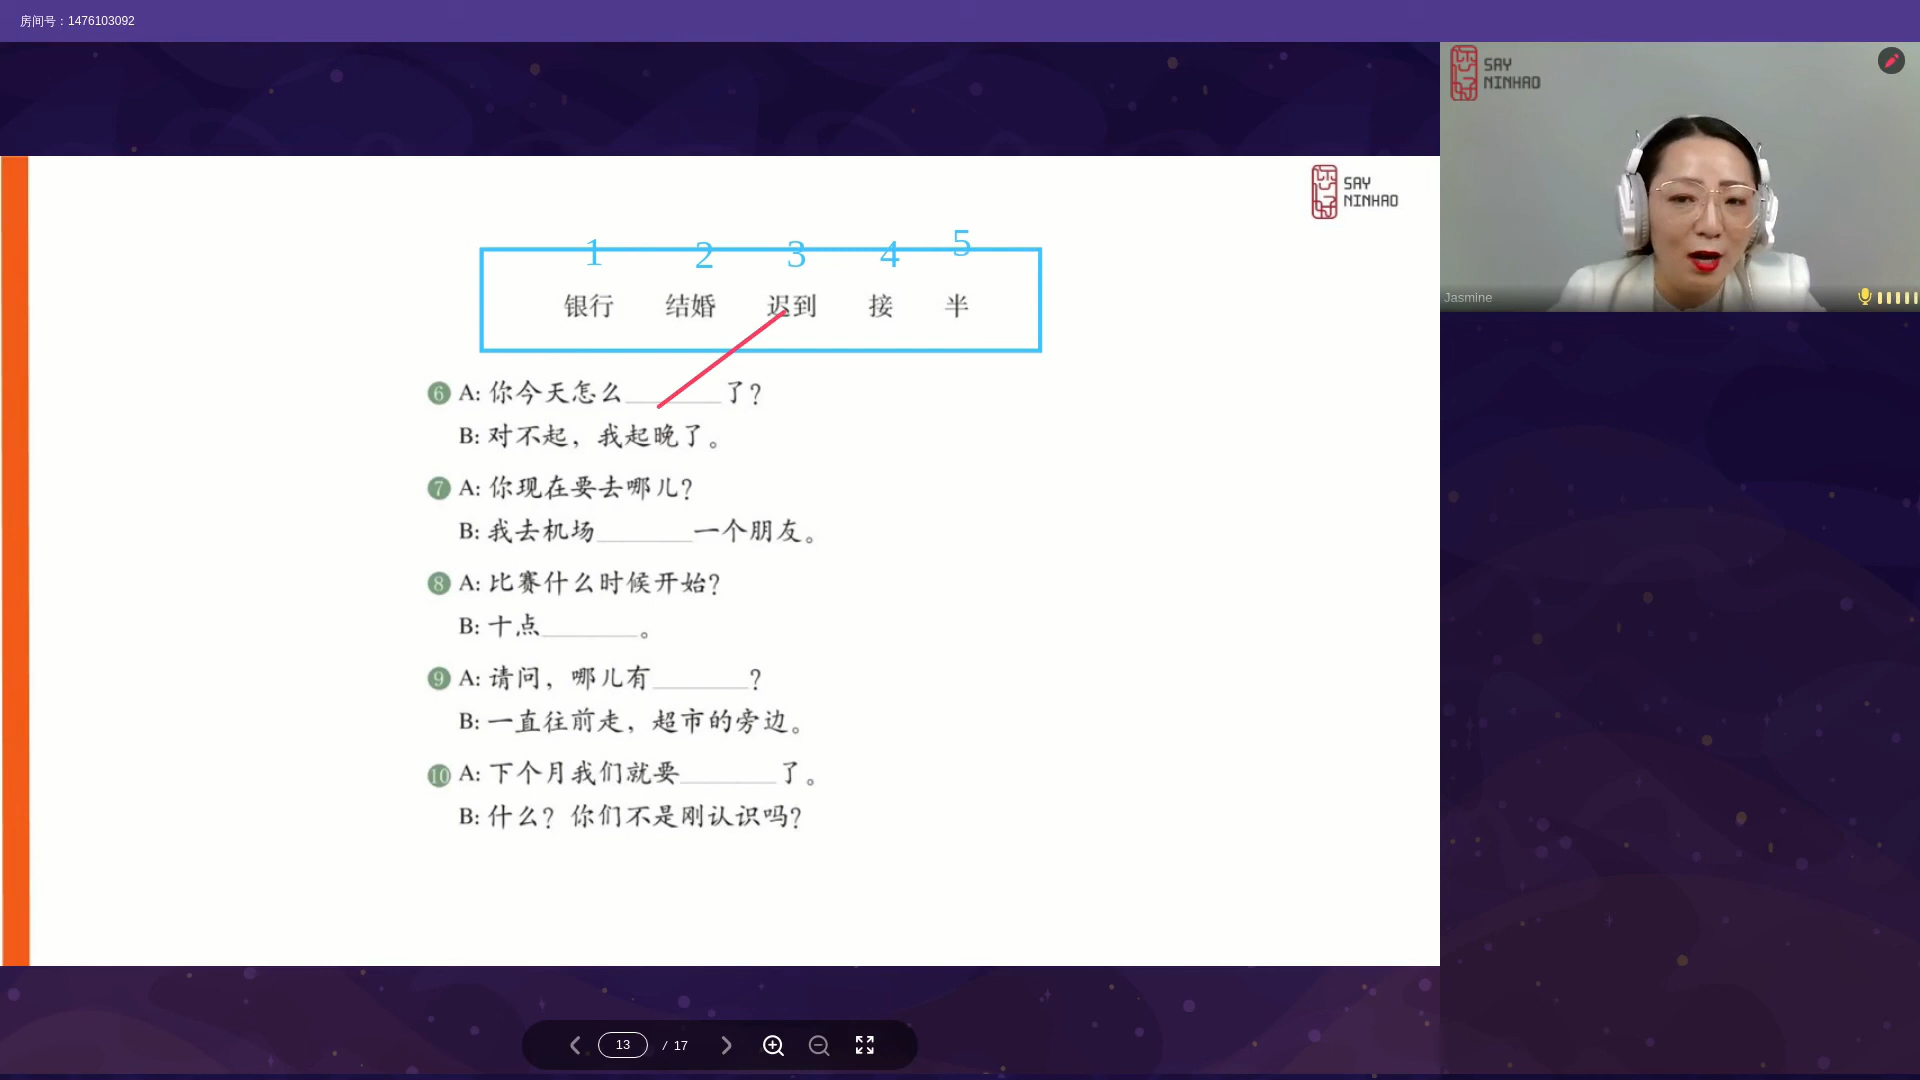 房间号：1476103092
SAY
NINHAO
SAY
NINHAO
Jasmine
1 2 3 4 5
银行 结婚 迟到 接 半
6 A: 你今天怎么______了？
B: 对不起，我起晚了。
7 A: 你现在要去哪儿？
B: 我去机场______一个朋友。
8 A: 比赛什么时候开始？
B: 十点______。
9 A: 请问，哪儿有______？
B: 一直往前走，超市的旁边。
10 A: 下个月我们就要______了。
B: 什么？你们不是刚认识吗？
13 / 17